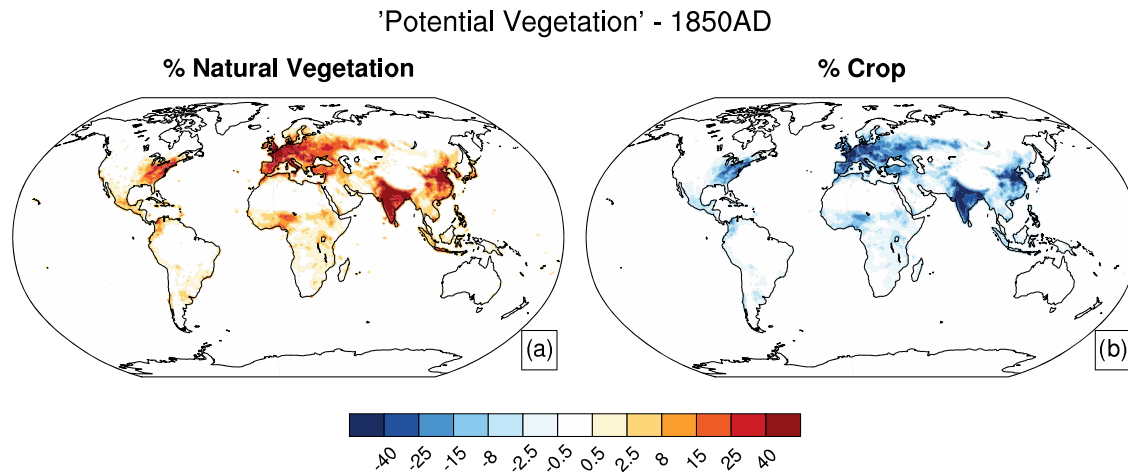 ’Potential Vegetation’ - 1850AD
% Natural Vegetation
% Crop
(a)
(b)
-40 -25 -15 -8 -2.5 -0.5 0.5 2.5 8 15 25 40